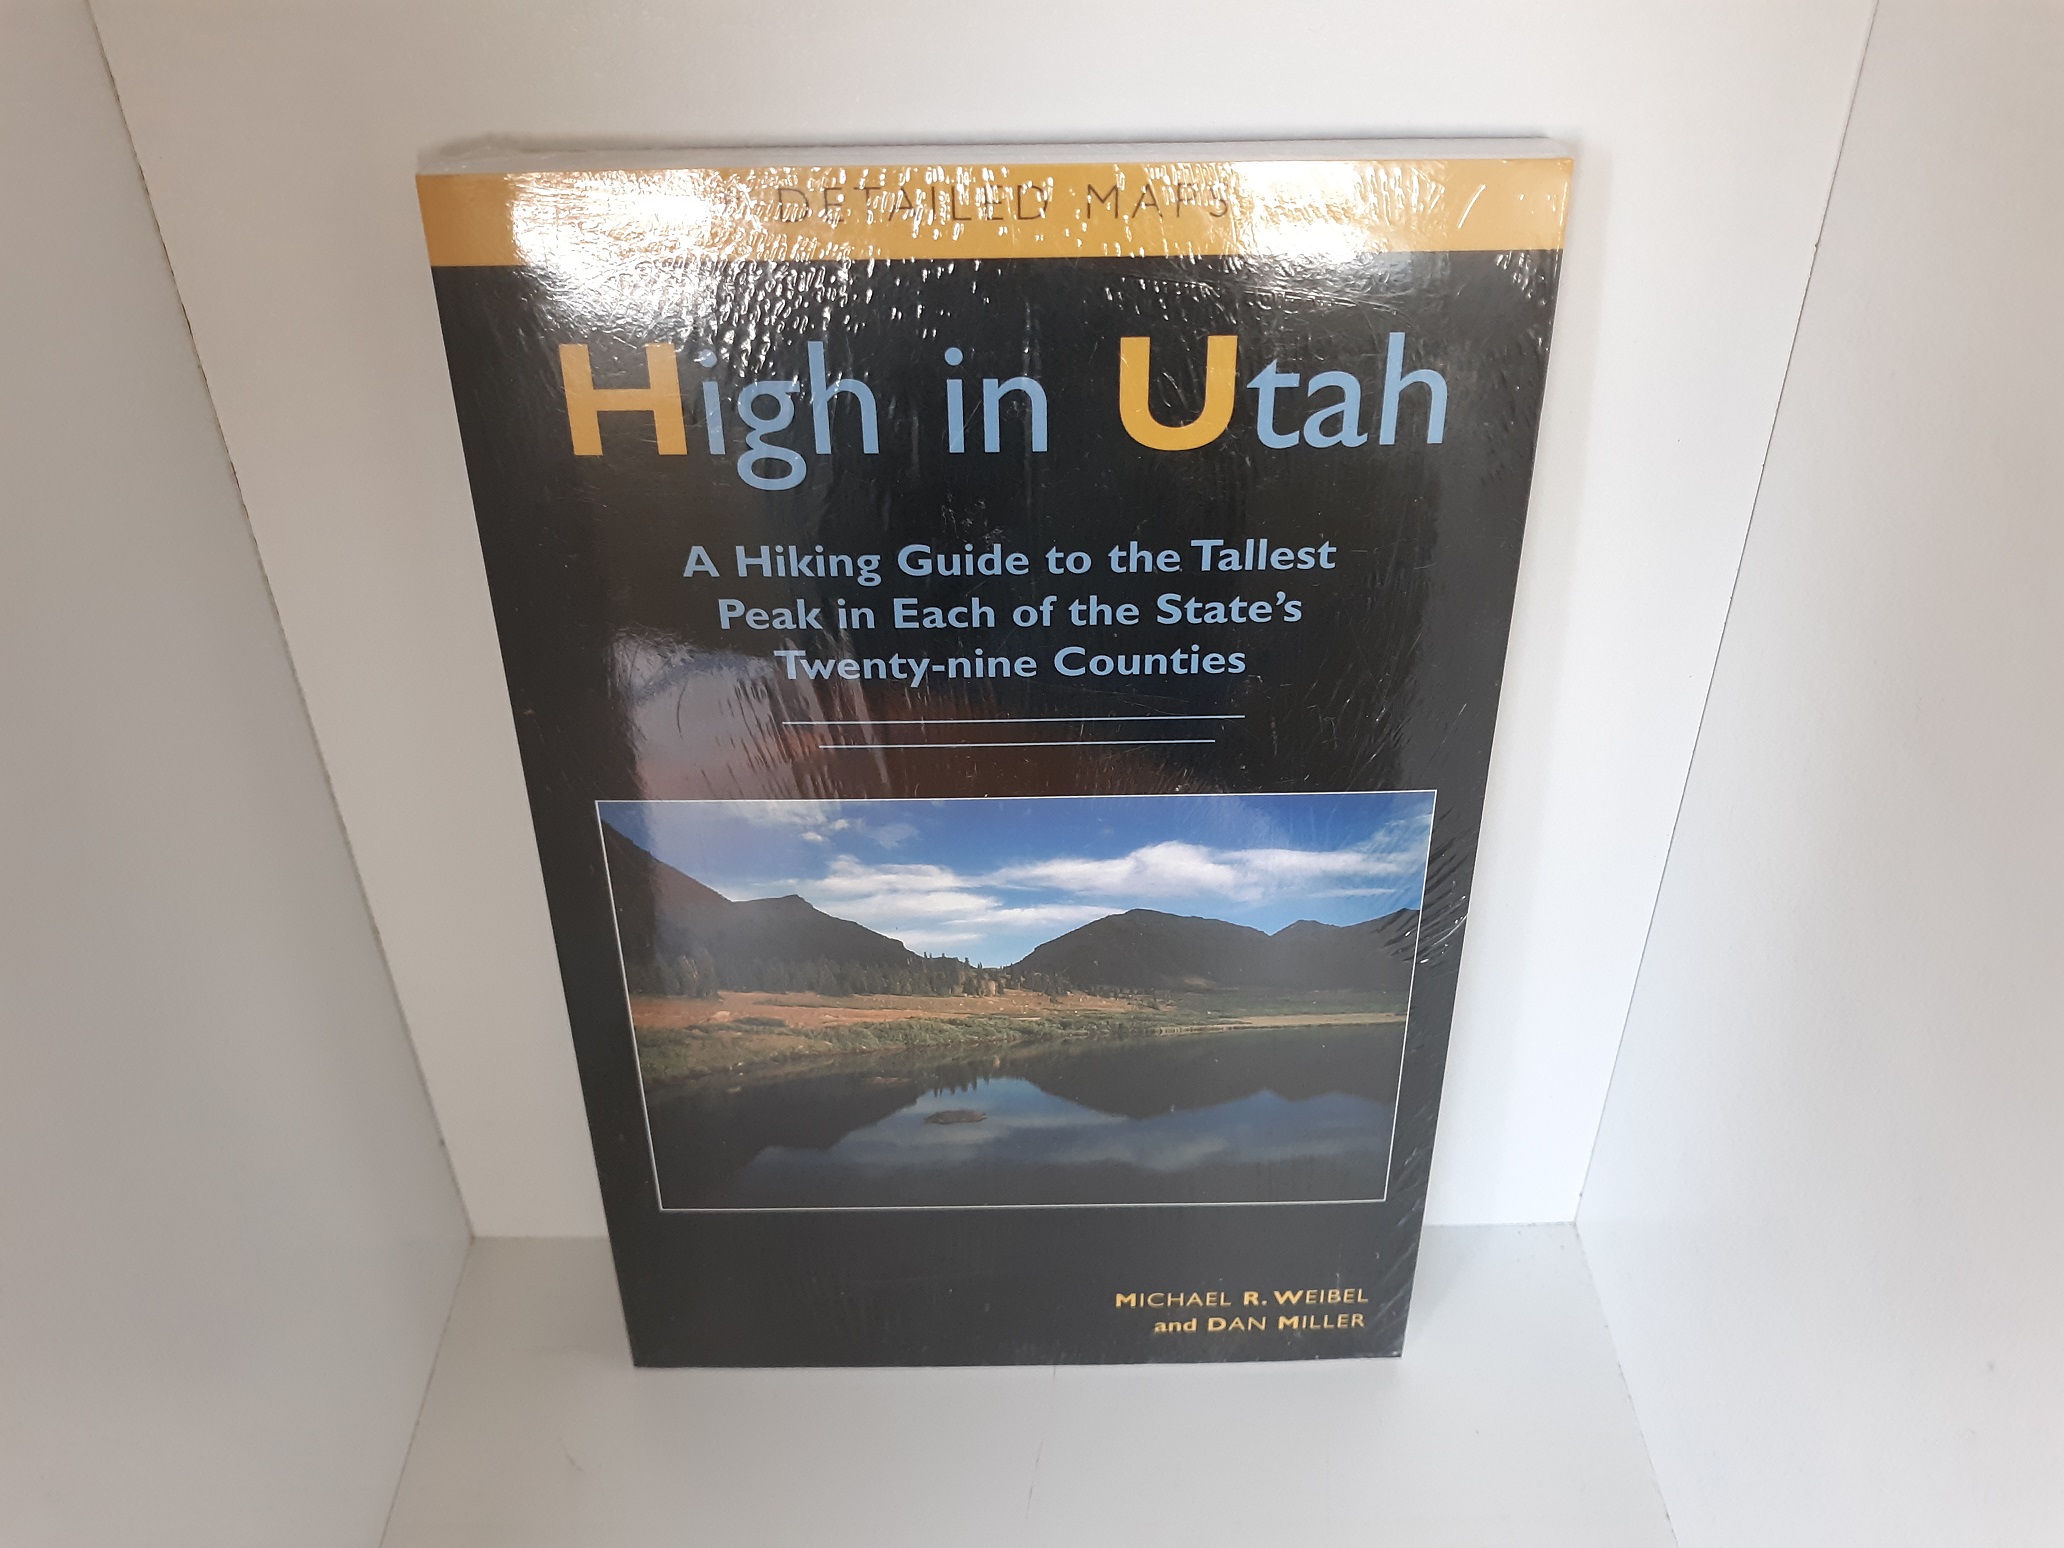 DETAILED MAPS
High in Utah
A Hiking Guide to the Tallest
Peak in Each of the State's
Twenty-nine Counties
MICHAEL R. WEIBEL
and DAN MILLER